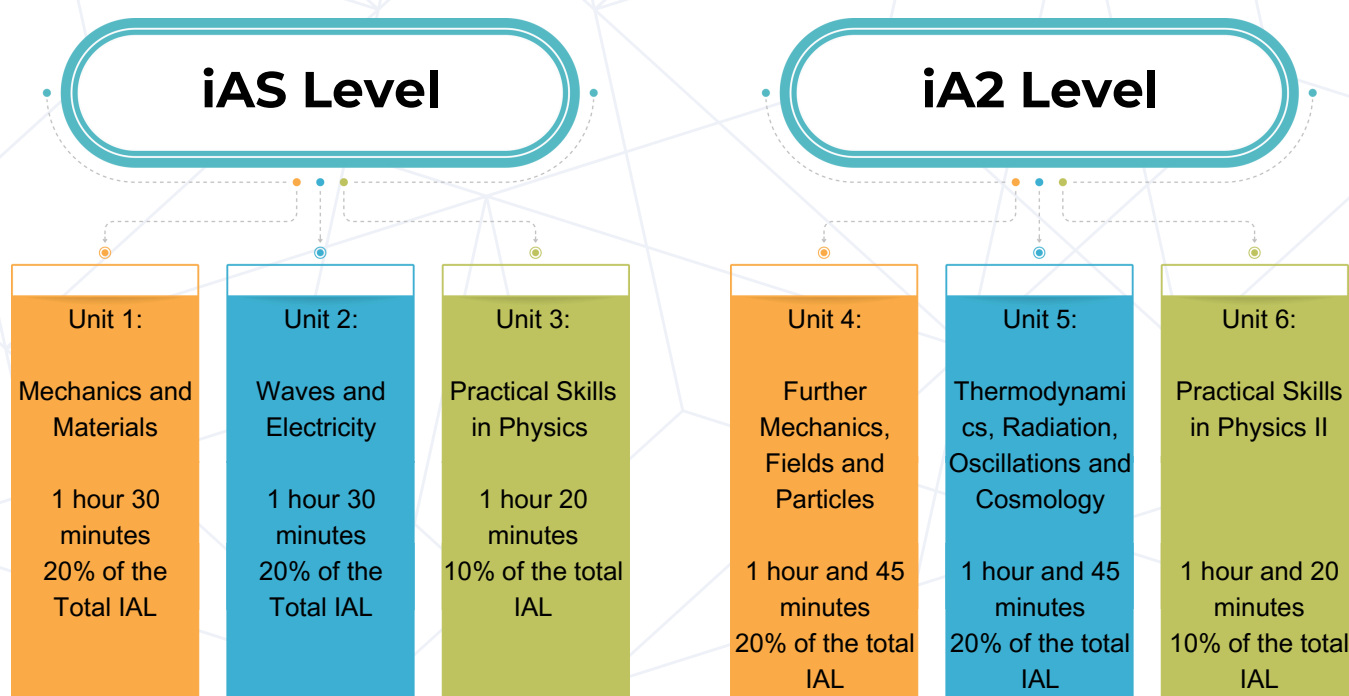 iAS Level
Unit 1:
Mechanics and
Materials
1 hour 30
minutes
20% of the
Total IAL
Unit 2:
Waves and
Electricity
1 hour 30
minutes
20% of the
Total IAL
Unit 3:
Practical Skills
in Physics
1 hour 20
minutes
10% of the total
IAL
iA2 Level
Unit 4:
Further
Mechanics,
Fields and
Particles
1 hour and 45
minutes
20% of the total
IAL
Unit 5:
Thermodynami
cs, Radiation,
Oscillations and
Cosmology
1 hour and 45
minutes
20% of the total
IAL
Unit 6:
Practical Skills
in Physics II
1 hour and 20
minutes
10% of the total
IAL